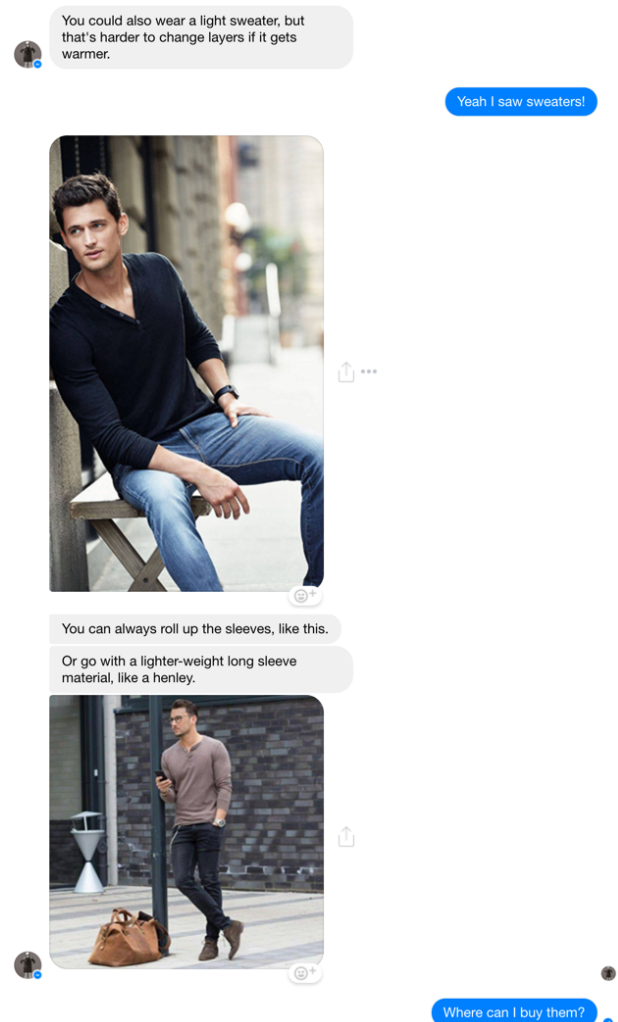 You could also wear a light sweater, but
that's harder to change layers if it gets
warmer.
Yeah I saw sweaters!
You can always roll up the sleeves, like this.
Or go with a lighter-weight long sleeve
material, like a henley.
Where can I buy them?